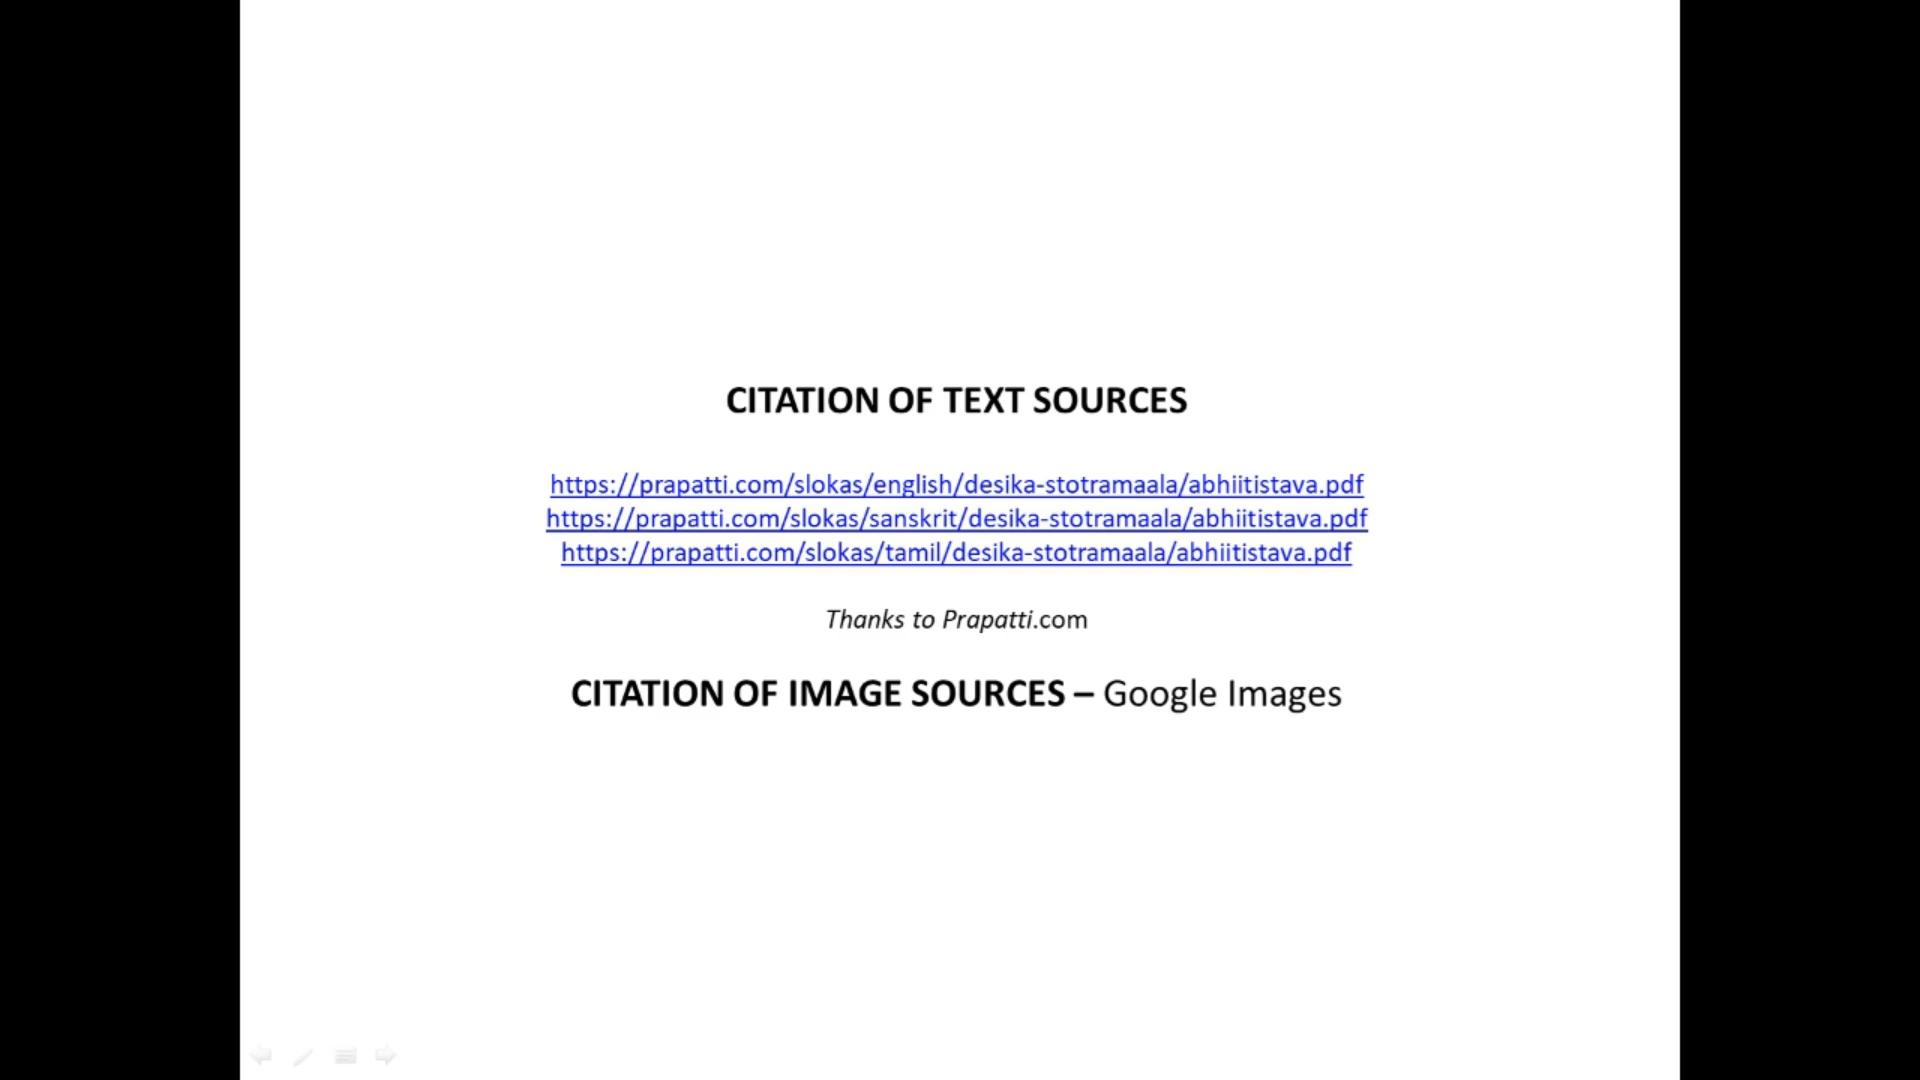 CITATION OF TEXT SOURCES
https://prapatti.com/slokas/english/desika-stotramaala/abhiitistava.pdf
https://prapatti.com/slokas/sanskrit/desika-stotramaala/abhiitistava.pdf
https://prapatti.com/slokas/tamil/desika-stotramaala/abhiitistava.pdf
Thanks to Prapatti.com
CITATION OF IMAGE SOURCES – Google Images